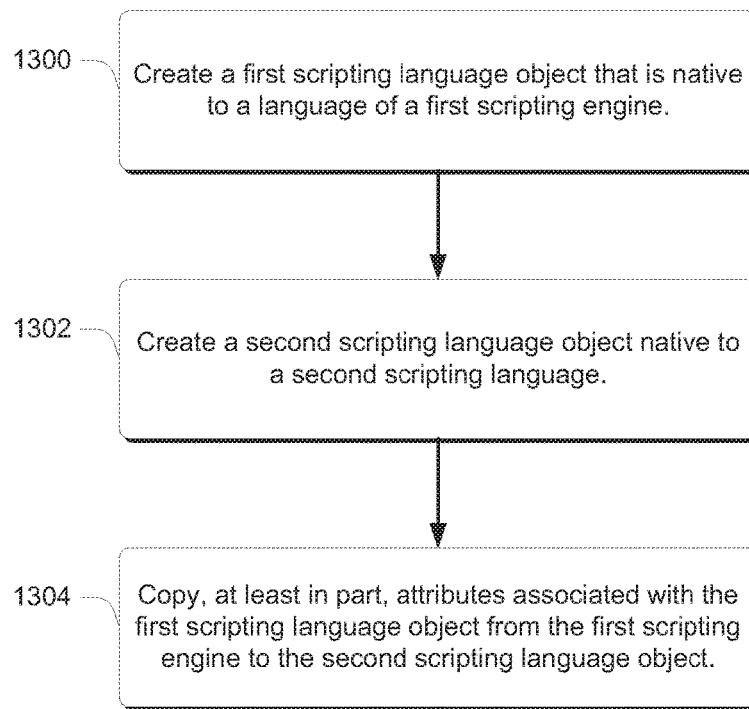 1300
Create a first scripting language object that is native
to a language of a first scripting engine.
1302
Create a second scripting language object native to
a second scripting language.
1304
Copy, at least in part, attributes associated with the
first scripting language object from the first scripting
engine to the second scripting language object.